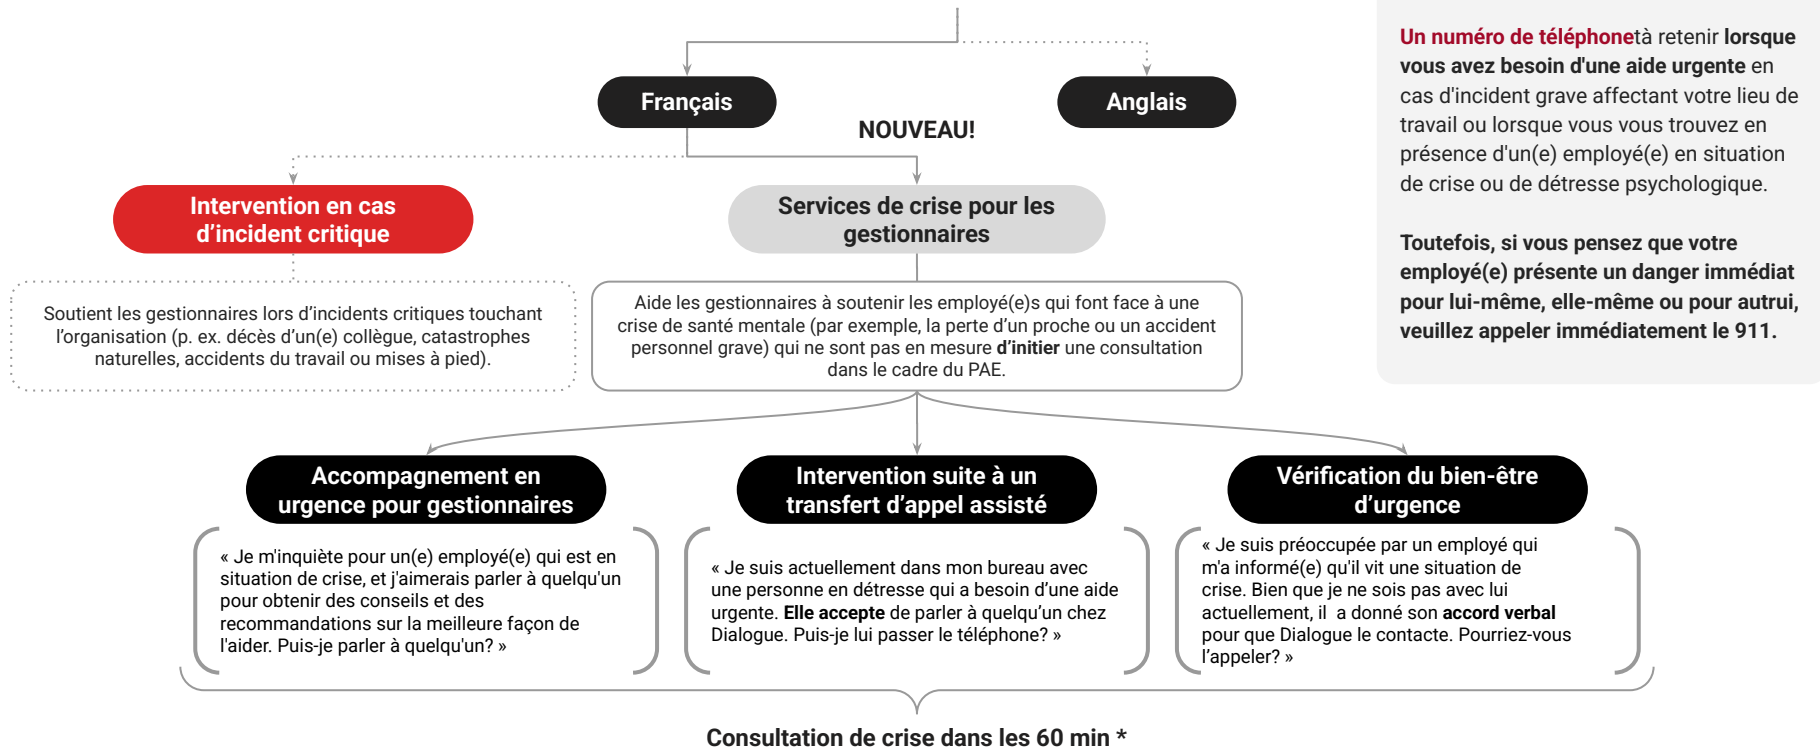 Français
Anglais
NOUVEAU!
Intervention en cas
d’incident critique
Services de crise pour les
gestionnaires
Soutient les gestionnaires lors d’incidents critiques touchant
l’organisation (p. ex. décès d’un(e) collègue, catastrophes
naturelles, accidents du travail ou mises à pied).
Aide les gestionnaires à soutenir les employé(e)s qui font face à une
crise de santé mentale (par exemple, la perte d’un proche ou un accident
personnel grave) qui ne sont pas en mesure d’initier une consultation
dans le cadre du PAE.
Un numéro de téléphonetà retenir lorsque
vous avez besoin d'une aide urgente en
cas d'incident grave affectant votre lieu de
travail ou lorsque vous vous trouvez en
présence d'un(e) employé(e) en situation
de crise ou de détresse psychologique.
Toutefois, si vous pensez que votre
employé(e) présente un danger immédiat
pour lui-même, elle-même ou pour autrui,
veuillez appeler immédiatement le 911.
Accompagnement en
urgence pour gestionnaires
« Je m'inquiète pour un(e) employé(e) qui est en
situation de crise, et j'aimerais parler à quelqu'un
pour obtenir des conseils et des
recommandations sur la meilleure façon de
l'aider. Puis-je parler à quelqu'un? »
Intervention suite à un
transfert d’appel assisté
« Je suis actuellement dans mon bureau avec
une personne en détresse qui a besoin d’une aide
urgente. Elle accepte de parler à quelqu’un chez
Dialogue. Puis-je lui passer le téléphone? »
Vérification du bien-être
d’urgence
« Je suis préoccupée par un employé qui
m'a informé(e) qu'il vit une situation de
crise. Bien que je ne sois pas avec lui
actuellement, il a donné son accord verbal
pour que Dialogue le contacte. Pourriez-vous
l’appeler? »
Consultation de crise dans les 60 min *